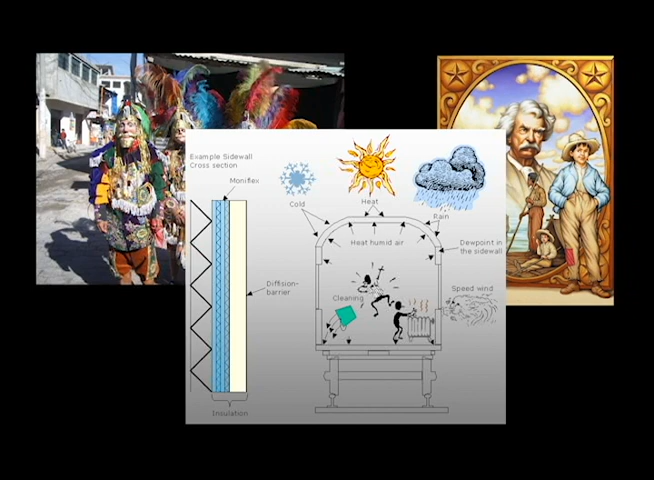 Example Sidewall
Cross section
Moniflex
Cold
Heat
Rain
Heat humid air
Dewpoint in
the sidewall
Diffision-
barrier
Cleaning
Speed wind
Insulation